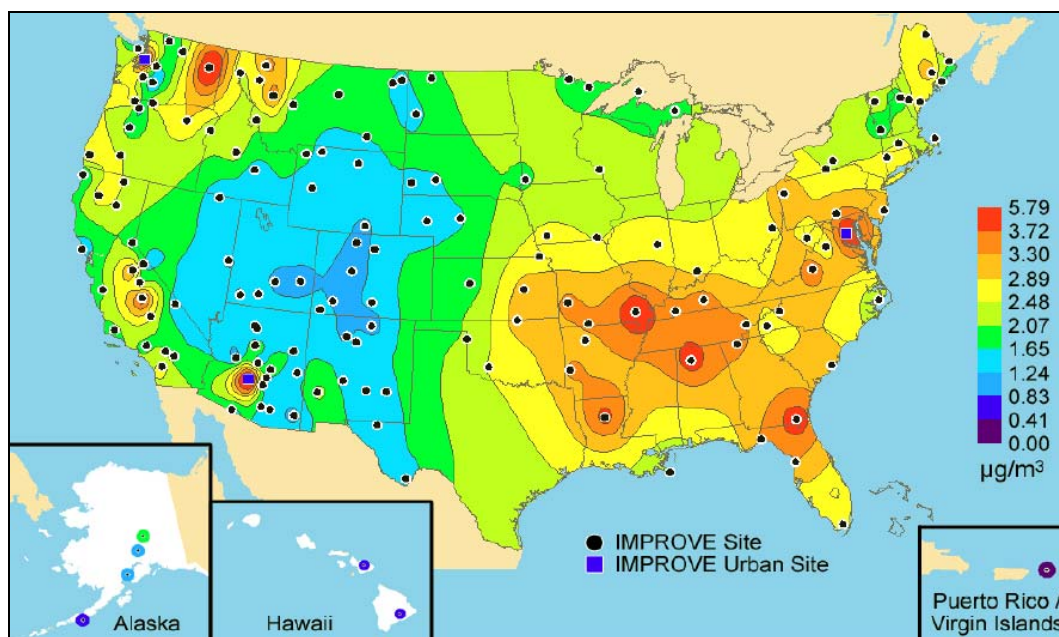 5.79
3.72
3.30
2.89
2.48
2.07
1.65
1.24
0.83
0.41
0.00
µg/m³
IMPROVE Site
IMPROVE Urban Site
Alaska
Hawaii
Puerto Rico /
Virgin Islands